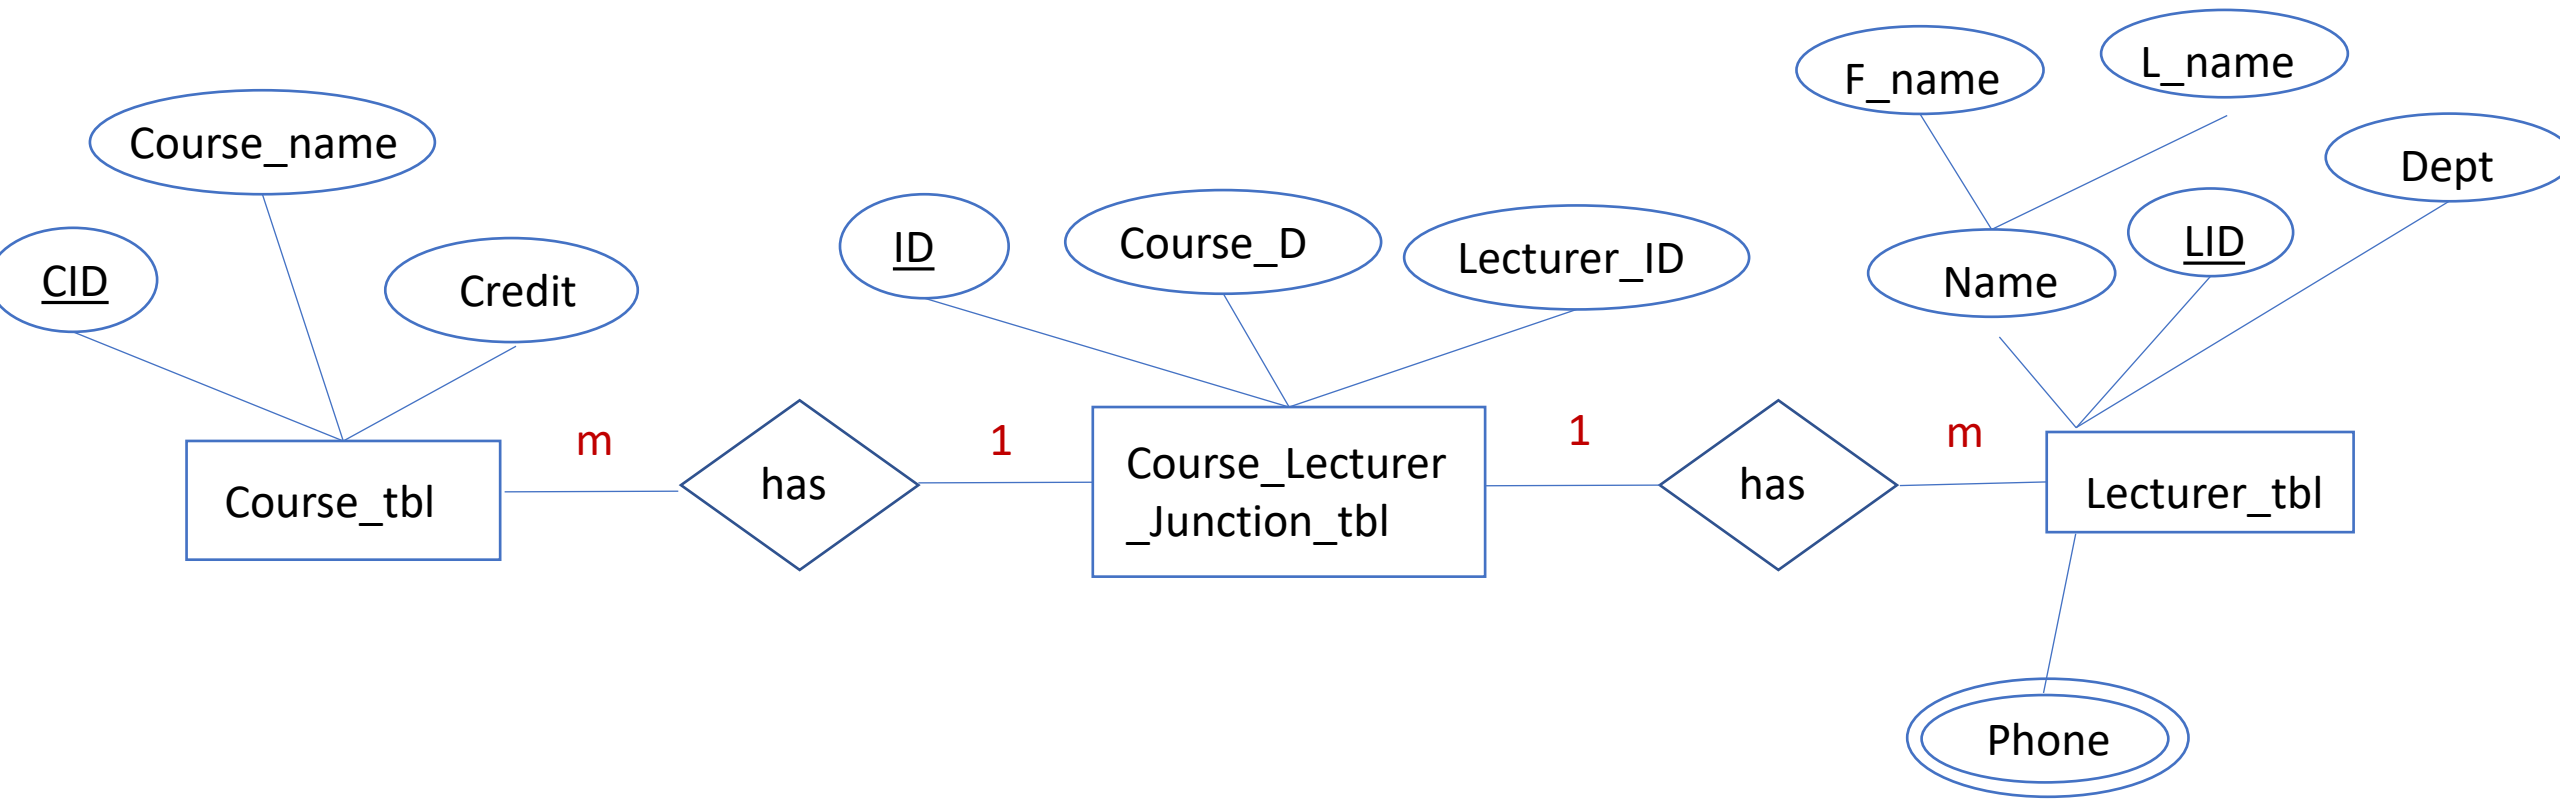 F_name
L_name
Course_name
Dept
CID
Credit
ID
Course_D
Lecturer_ID
Name
LID
m
1
1
m
Course_tbl
has
Course_Lecturer
_Junction_tbl
has
Lecturer_tbl
Phone